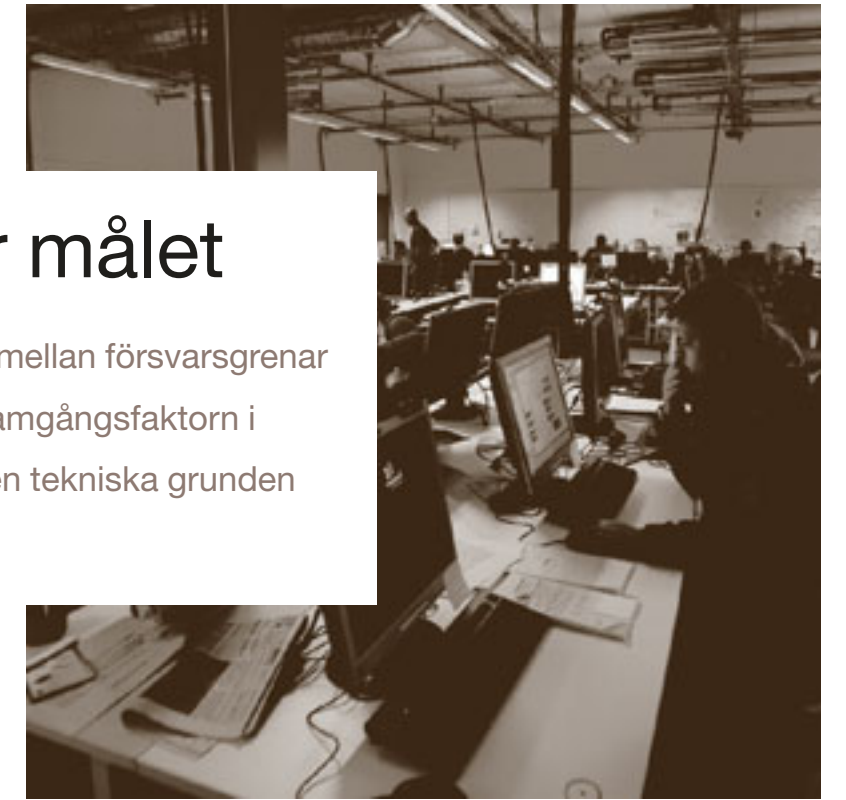 r målet
mellan försvarsgrenar
amgångsfaktorn i
en tekniska grunden